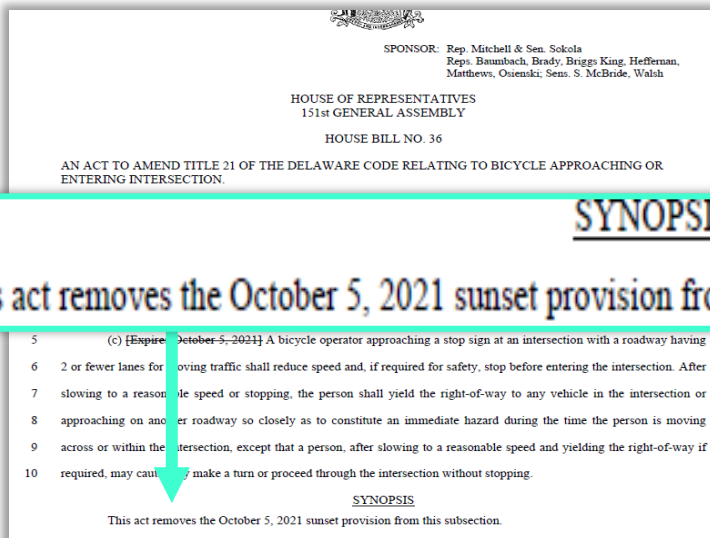 SPONSOR: Rep. Mitchell & Sen. Sokola
Reps. Baumbach, Brady, Briggs King, Heffernan,
Matthews, Osienski; Sens. S. McBride, Walsh
HOUSE OF REPRESENTATIVES
151st GENERAL ASSEMBLY
HOUSE BILL NO. 36
AN ACT TO AMEND TITLE 21 OF THE DELAWARE CODE RELATING TO BICYCLE APPROACHING OR
ENTERING INTERSECTION.
SYNOPSI
s act removes the October 5, 2021 sunset provision fro
5 (c) [Expire October 5, 2021] A bicycle operator approaching a stop sign at an intersection with a roadway having
6 2 or fewer lanes for moving traffic shall reduce speed and, if required for safety, stop before entering the intersection. After
7 slowing to a reasonable speed or stopping, the person shall yield the right-of-way to any vehicle in the intersection or
8 approaching on another roadway so closely as to constitute an immediate hazard during the time the person is moving
9 across or within the intersection, except that a person, after slowing to a reasonable speed and yielding the right-of-way if
10 required, may cautiously make a turn or proceed through the intersection without stopping.
SYNOPSIS
This act removes the October 5, 2021 sunset provision from this subsection.